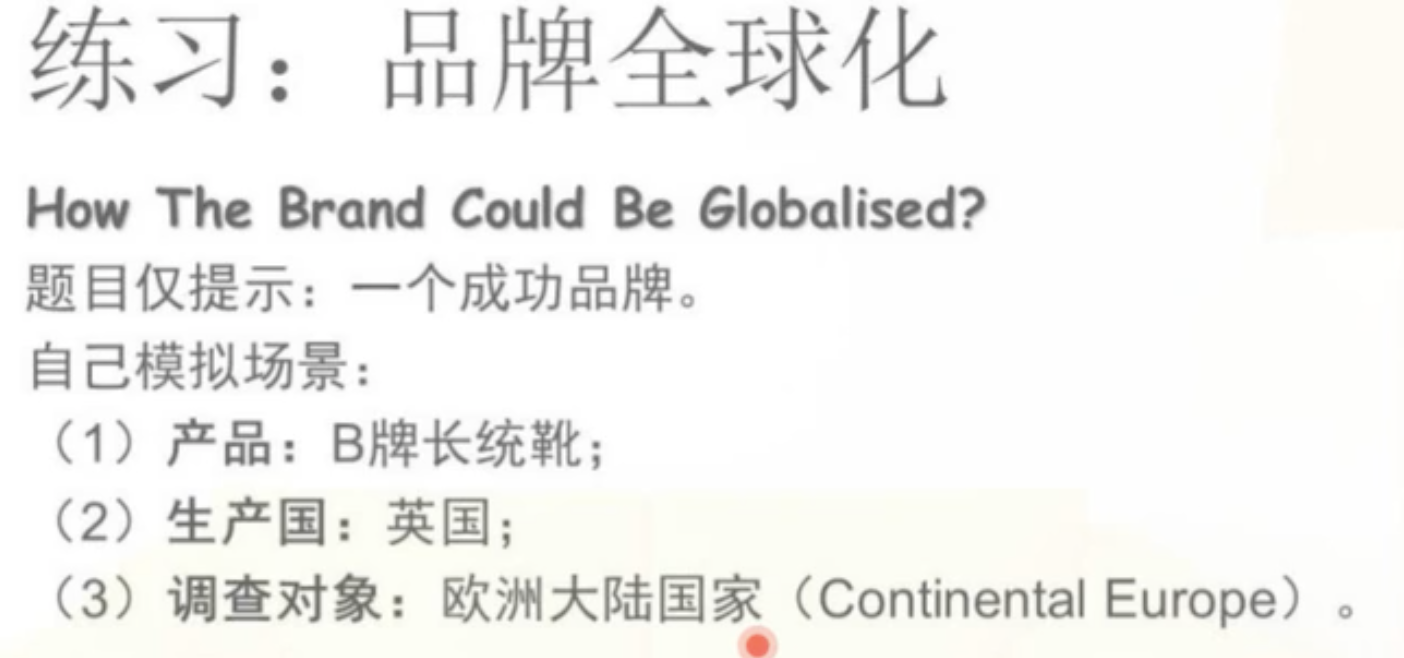 练习：品牌全球化
How The Brand Could Be Globalised?
题目仅提示：一个成功品牌。
自己模拟场景：
（1）产品：B牌长统靴；
（2）生产国：英国；
（3）调查对象：欧洲大陆国家（Continental Europe）。